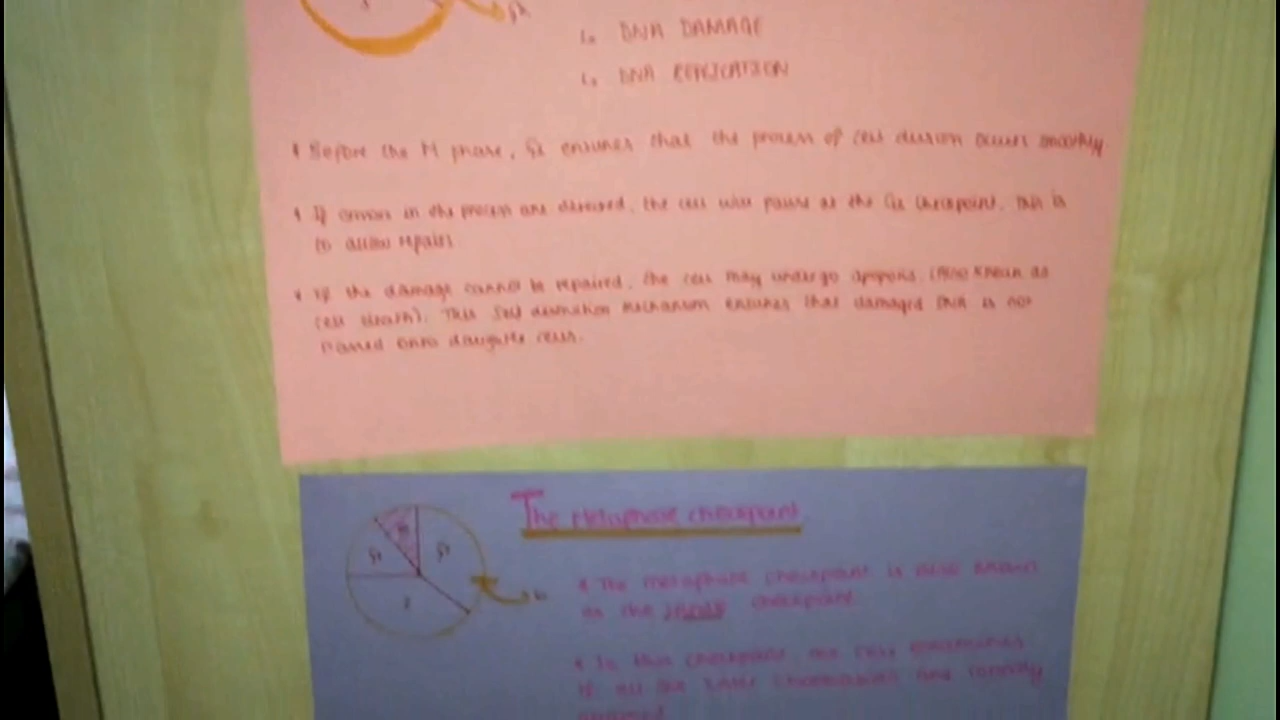 G2
L> DNA DAMAGE
L> DNA REPLICATION
Before the M phase, G2 ensures that the process of cell division occurs smoothly
If errors in the process are detected, the cell will pause at the G2 checkpoint. This is
to allow repairs
If the damage cannot be repaired, the cell may undergo (Also known as
cell death). This self mechanism ensures that damaged DNA is not
passed onto daughter cells.
The Metaphase checkpoint
M
G2 G1
S
The metaphase checkpoint is also known
as the checkpoint.
In this checkpoint, the cell
if all the chromatids are correctly